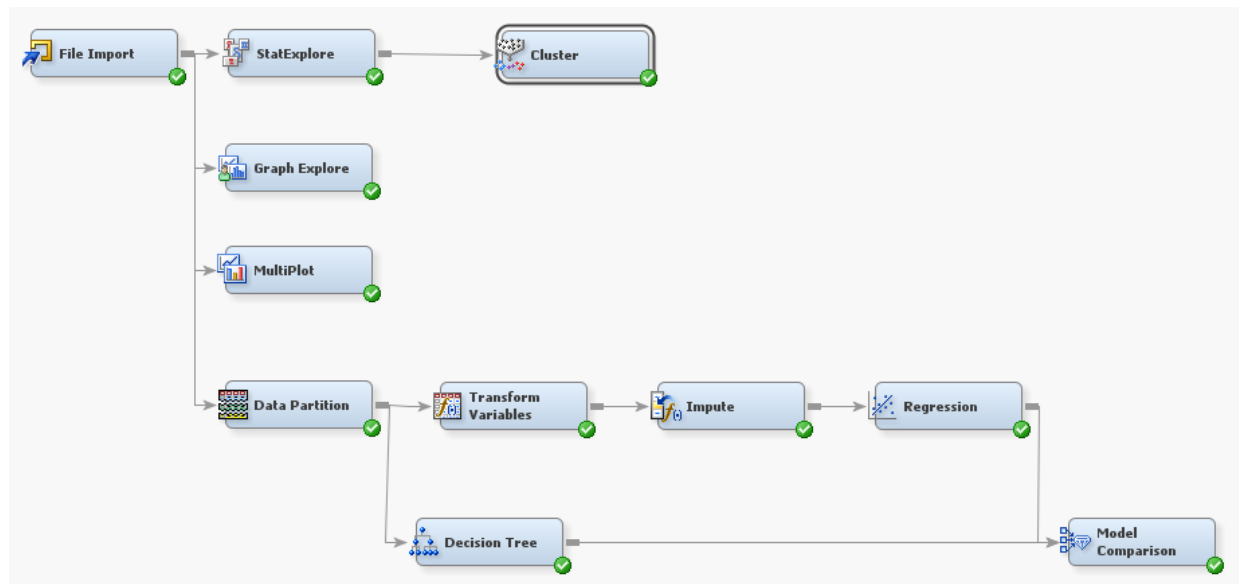 File Import
StatExplore
Cluster
Graph Explore
MultiPlot
Data Partition
Transform
Variables
Impute
Regression
Decision Tree
Model
Comparison